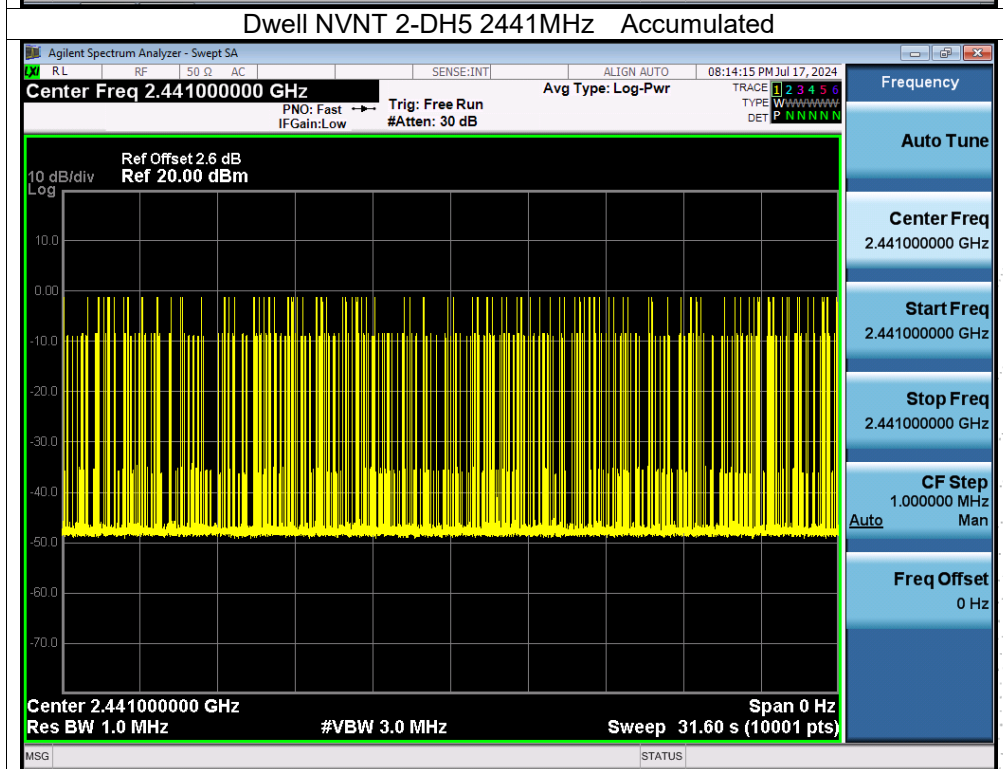 Dwell NVNT 2-DH5 2441MHz Accumulated
Agilent Spectrum Analyzer - Swept SA
LXI RL RF 50 Ω AC SENSE:INT ALIGN AUTO 08:14:15 PM Jul 17, 2024
Center Freq 2.441000000 GHz
PNO: Fast
IFGain:Low
Trig: Free Run
#Atten: 30 dB
Avg Type: Log-Pwr
TRACE 1 2 3 4 5 6
TYPE WWWWWWW
DET P N N N N N
Ref Offset 2.6 dB
10 dB/div Ref 20.00 dBm
Log
10.0
0.00
-10.0
-20.0
-30.0
-40.0
-50.0
-60.0
-70.0
Center 2.441000000 GHz Span 0 Hz
Res BW 1.0 MHz #VBW 3.0 MHz Sweep 31.60 s (10001 pts)
MSG STATUS
Frequency
Auto Tune
Center Freq
2.441000000 GHz
Start Freq
2.441000000 GHz
Stop Freq
2.441000000 GHz
CF Step
1.000000 MHz
Auto Man
Freq Offset
0 Hz